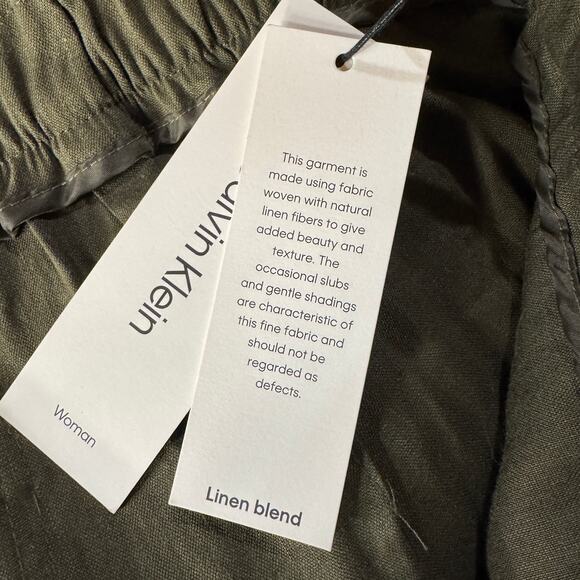 This garment is
made using fabric
woven with natural
linen fibers to give
added beauty and
texture. The
occasional slubs
and gentle shadings
are characteristic of
this fine fabric and
should not be
regarded as
defects.
Linen blend
Calvin Klein
Woman